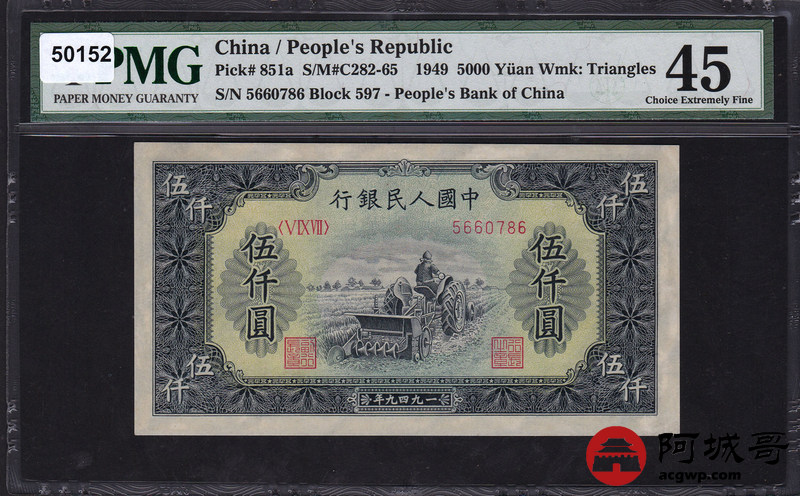 50152
PMG
PAPER MONEY GUARANTY
China / People's Republic
Pick# 851a S/M#C282-65 1949 5000 Yüan Wmk: Triangles
S/N 5660786 Block 597 - People's Bank of China
45
Choice Extremely Fine
伍仟
伍仟
行銀民人國中
〈VIXVII〉
5660786
伍仟圓
伍仟圓
伍仟
伍仟
年九四九一
阿城哥
acgwp.com